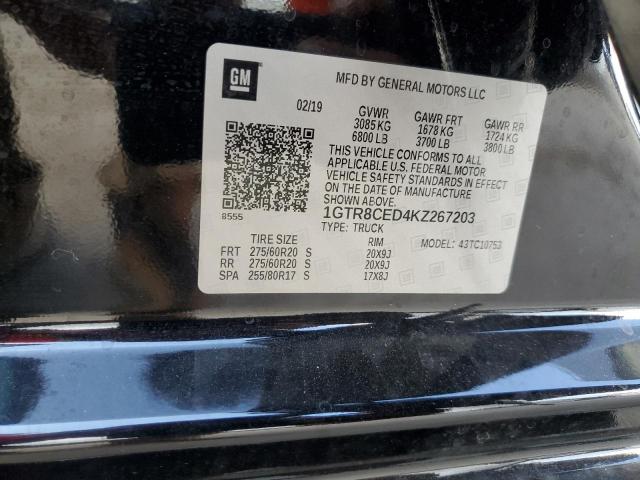 GM
MFD BY GENERAL MOTORS LLC
02/19 GVWR GAWR FRT GAWR RR
3085 KG 1678 KG 1724 KG
6800 LB 3700 LB 3800 LB
THIS VEHICLE CONFORMS TO ALL
APPLICABLE U.S. FEDERAL MOTOR
VEHICLE SAFETY STANDARDS IN EFFECT
ON THE DATE OF MANUFACTURE
SHOWN ABOVE.
8555 1GTR8CED4KZ267203
TYPE: TRUCK
TIRE SIZE RIM MODEL: 43TC10753
FRT 275/60R20 S 20X9J
RR 275/60R20 S 20X9J
SPA 255/80R17 S 17X8J